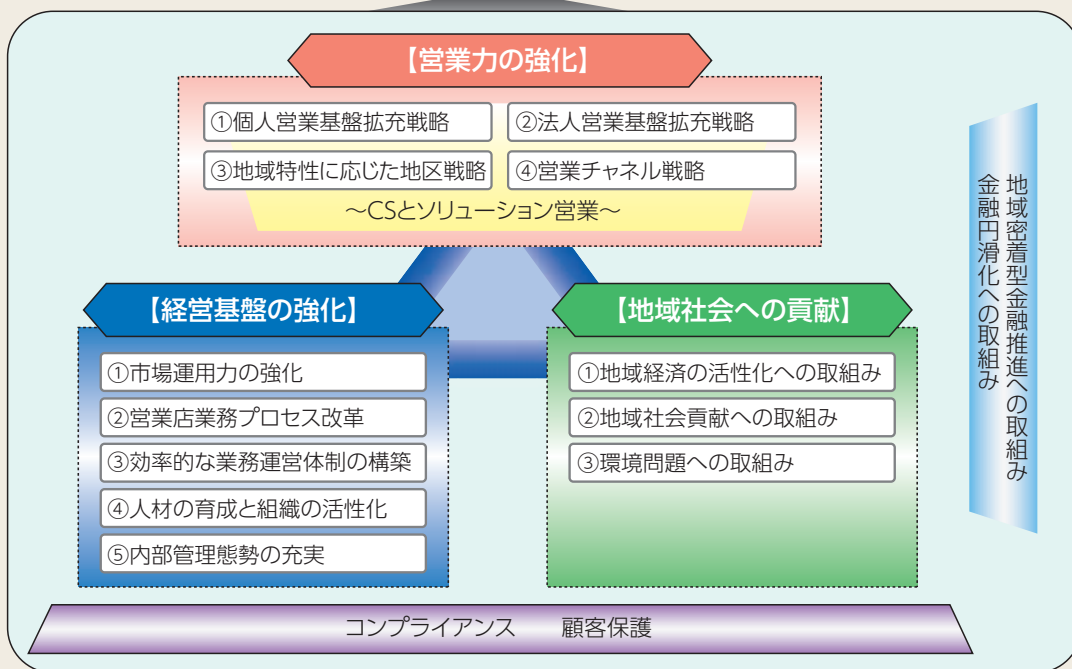 【営業力の強化】
①個人営業基盤拡充戦略
②法人営業基盤拡充戦略
③地域特性に応じた地区戦略
④営業チャネル戦略
～CSとソリューション営業～
【経営基盤の強化】
①市場運用力の強化
②営業店業務プロセス改革
③効率的な業務運営体制の構築
④人材の育成と組織の活性化
⑤内部管理態勢の充実
【地域社会への貢献】
①地域経済の活性化への取組み
②地域社会貢献への取組み
③環境問題への取組み
地域密着型金融推進への取組み
金融円滑化への取組み
コンプライアンス　顧客保護